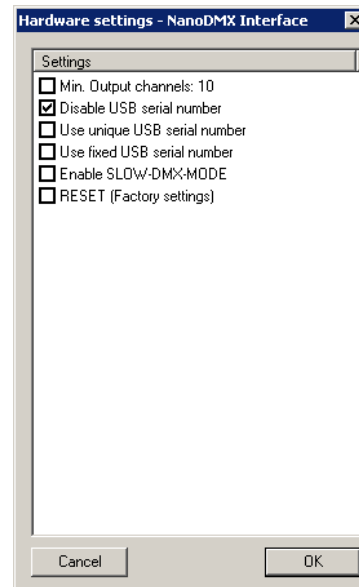 Hardware settings - NanoDMX Interface
Settings
Min. Output channels: 10
Disable USB serial number
Use unique USB serial number
Use fixed USB serial number
Enable SLOW-DMX-MODE
RESET (Factory settings)
Cancel
OK